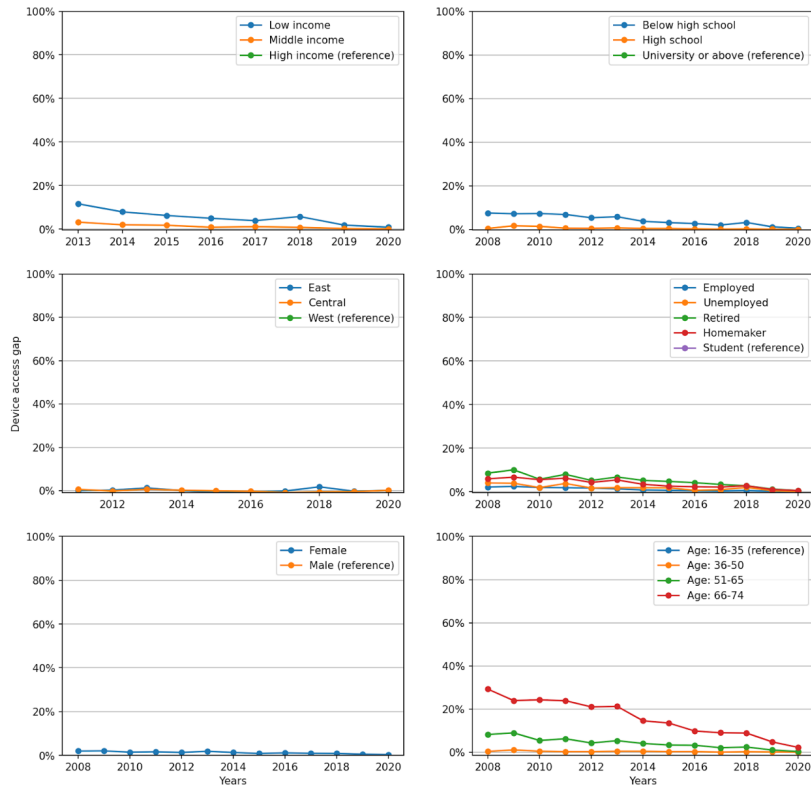 100%
80%
60%
40%
20%
0%
2013 2014 2015 2016 2017 2018 2019 2020
Low income
Middle income
High income (reference)
100%
80%
60%
40%
20%
0%
2008 2010 2012 2014 2016 2018 2020
Below high school
High school
University or above (reference)
Device access gap
100%
80%
60%
40%
20%
0%
2012 2014 2016 2018 2020
East
Central
West (reference)
100%
80%
60%
40%
20%
0%
2008 2010 2012 2014 2016 2018 2020
Employed
Unemployed
Retired
Homemaker
Student (reference)
100%
80%
60%
40%
20%
0%
2008 2010 2012 2014 2016 2018 2020
Years
Female
Male (reference)
100%
80%
60%
40%
20%
0%
2008 2010 2012 2014 2016 2018 2020
Years
Age: 16-35 (reference)
Age: 36-50
Age: 51-65
Age: 66-74